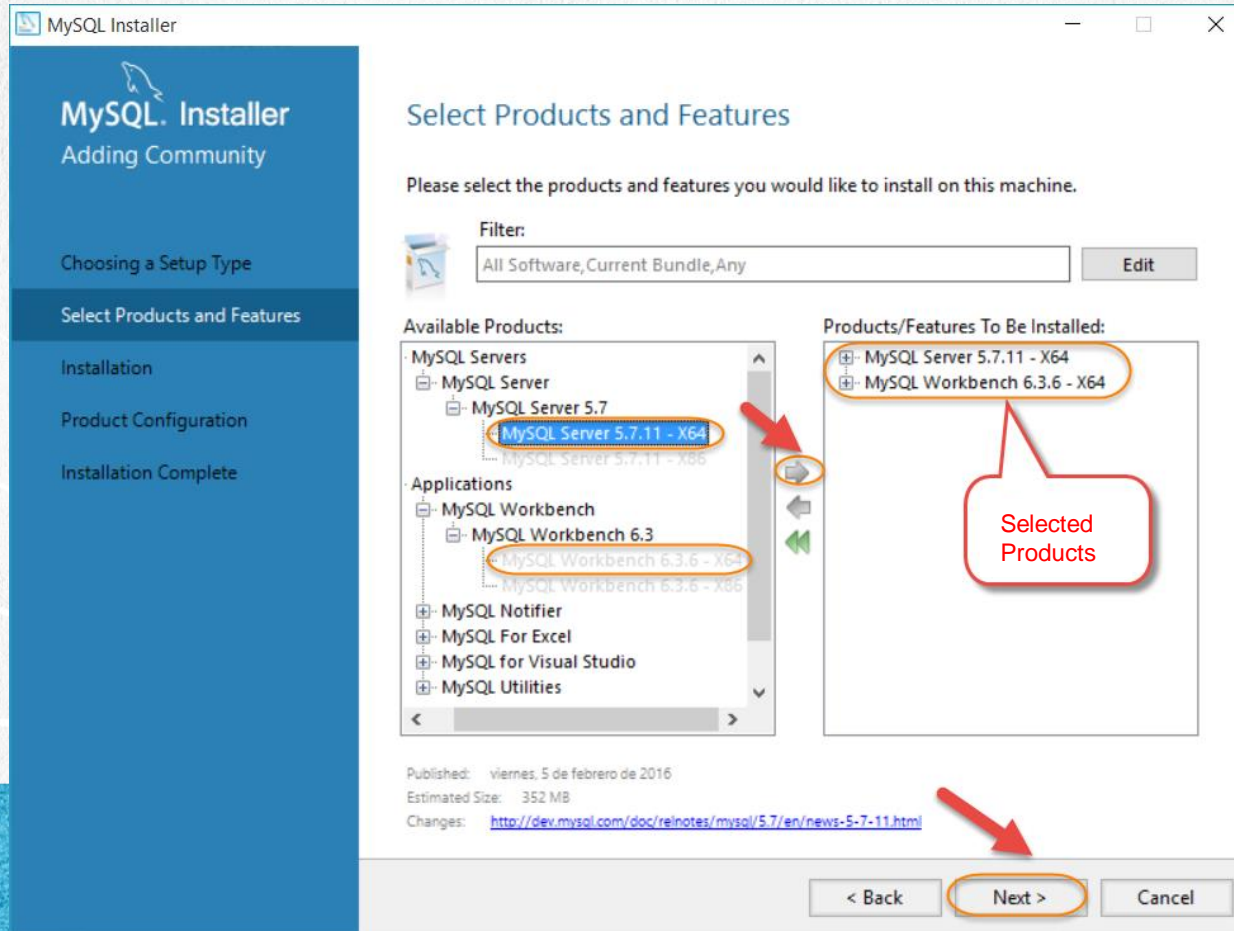 MySQL Installer
MySQL. Installer
Adding Community
Choosing a Setup Type
Select Products and Features
Installation
Product Configuration
Installation Complete
Select Products and Features
Please select the products and features you would like to install on this machine.
Filter:
All Software,Current Bundle,Any
Edit
Available Products:
MySQL Servers
MySQL Server
MySQL Server 5.7
MySQL Server 5.7.11 - X64
MySQL Server 5.7.11 - X86
Applications
MySQL Workbench
MySQL Workbench 6.3
MySQL Workbench 6.3.6 - X64
MySQL Workbench 6.3.6 - X86
MySQL Notifier
MySQL For Excel
MySQL for Visual Studio
MySQL Utilities
Products/Features To Be Installed:
MySQL Server 5.7.11 - X64
MySQL Workbench 6.3.6 - X64
Selected
Products
Published: viernes, 5 de febrero de 2016
Estimated Size: 352 MB
Changes: http://dev.mysql.com/doc/relnotes/mysql/5.7/en/news-5-7-11.html
< Back
Next >
Cancel